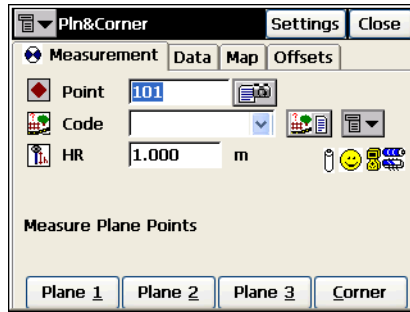 Pln&Corner Settings Close
Measurement Data Map Offsets
Point 101
Code
HR 1.000 m
Measure Plane Points
Plane 1 Plane 2 Plane 3 Corner